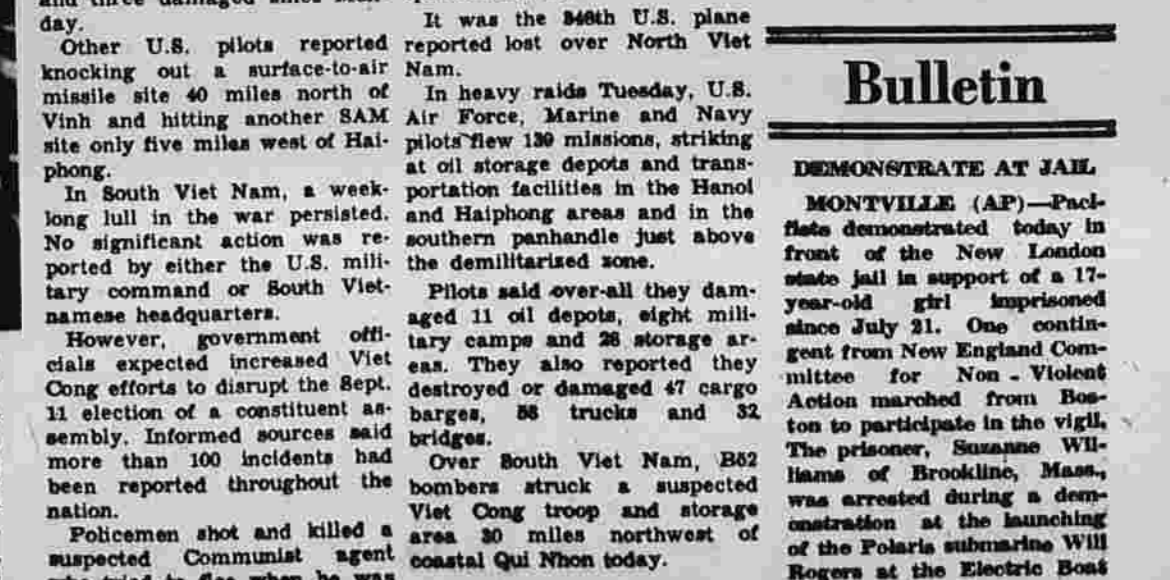 day.
Other U.S. pilots reported
knocking out a surface-to-air
missile site 40 miles north of
Vinh and hitting another SAM
site only five miles west of Hai-
phong.
In South Viet Nam, a week-
long lull in the war persisted.
No significant action was re-
ported by either the U.S. mili-
tary command or South Viet-
namese headquarters.
However, government offi-
cials expected increased Viet
Cong efforts to disrupt the Sept.
11 election of a constituent as-
sembly. Informed sources said
more than 100 incidents had
been reported throughout the
nation.
Policemen shot and killed a
suspected Communist agent
It was the 346th U.S. plane
reported lost over North Viet
Nam.
In heavy raids Tuesday, U.S.
Air Force, Marine and Navy
pilots flew 139 missions, striking
at oil storage depots and trans-
portation facilities in the Hanoi
and Haiphong areas and in the
southern panhandle just above
the demilitarized zone.
Pilots said over-all they dam-
aged 11 oil depots, eight mili-
tary camps and 28 storage ar-
eas. They also reported they
destroyed or damaged 47 cargo
barges, trucks and 32
bridges.
Over South Viet Nam, B52
bombers struck a suspected
Viet Cong troop and storage
area 30 miles northwest of
coastal Qui Nhon today.
Bulletin
DEMONSTRATE AT JAIL
MONTVILLE (AP)—Paci-
fists demonstrated today in
front of the New London
state jail in support of a 17-
year-old girl imprisoned
since July 21. One contin-
gent from New England Com-
mittee for Non - Violent
Action marched from Bos-
ton to participate in the vigil.
The prisoner, Suzanne Wil-
liams of Brookline, Mass.,
was arrested during a dem-
onstration at the launching
of the Polaris submarine Will
Rogers at the Electric Boat